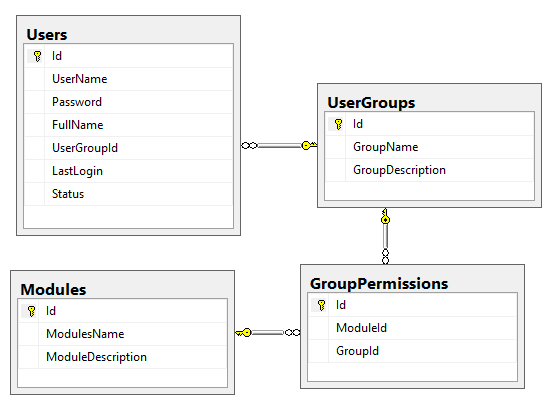 Users
Id
UserName
Password
FullName
UserGroupId
LastLogin
Status
UserGroups
Id
GroupName
GroupDescription
Modules
Id
ModulesName
ModuleDescription
GroupPermissions
Id
ModuleId
GroupId